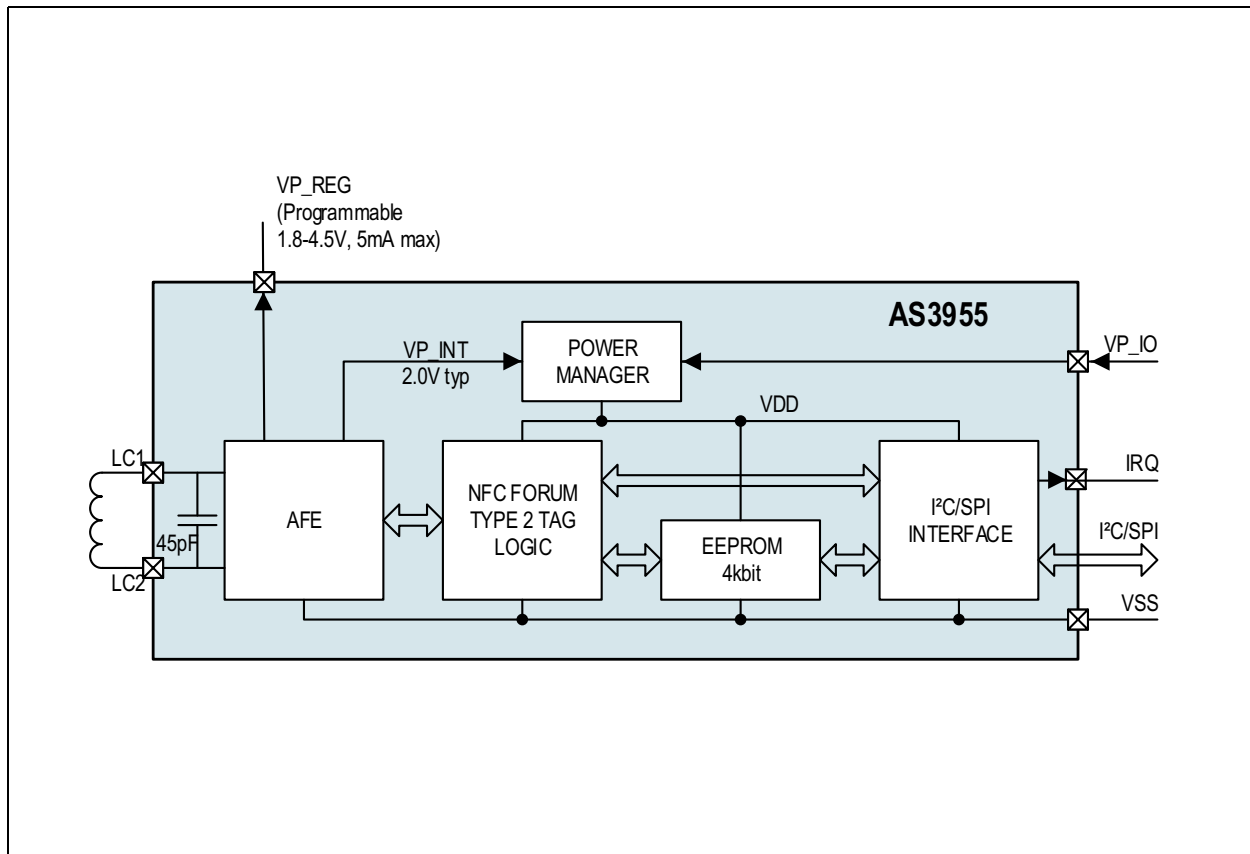 VP_REG
(Programmable
1.8-4.5V, 5mA max)
AS3955
VP_INT
2.0V typ
POWER
MANAGER
VP_IO
VDD
LC1
45pF
LC2
AFE
NFC FORUM
TYPE 2 TAG
LOGIC
EEPROM
4kbit
I²C/SPI
INTERFACE
IRQ
I²C/SPI
VSS